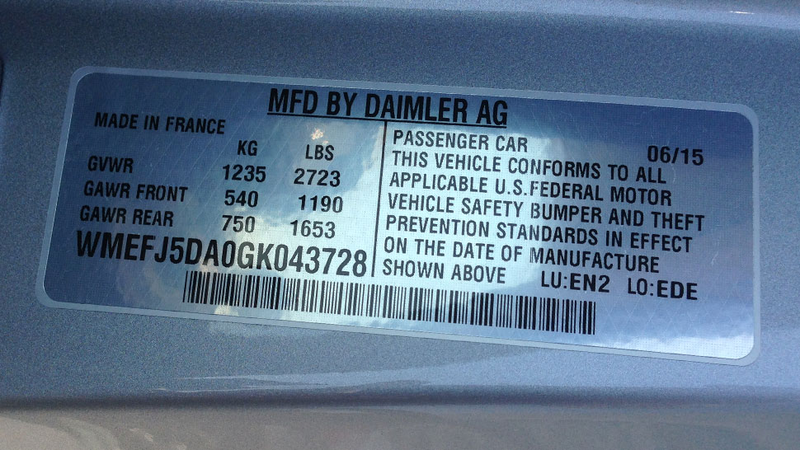 MFD BY DAIMLER AG
MADE IN FRANCE
KG LBS
GVWR 1235 2723
GAWR FRONT 540 1190
GAWR REAR 750 1653
WMEFJ5DA0GK043728
PASSENGER CAR 06/15
THIS VEHICLE CONFORMS TO ALL
APPLICABLE U.S.FEDERAL MOTOR
VEHICLE SAFETY BUMPER AND THEFT
PREVENTION STANDARDS IN EFFECT
ON THE DATE OF MANUFACTURE
SHOWN ABOVE LU:EN2 LO:EDE